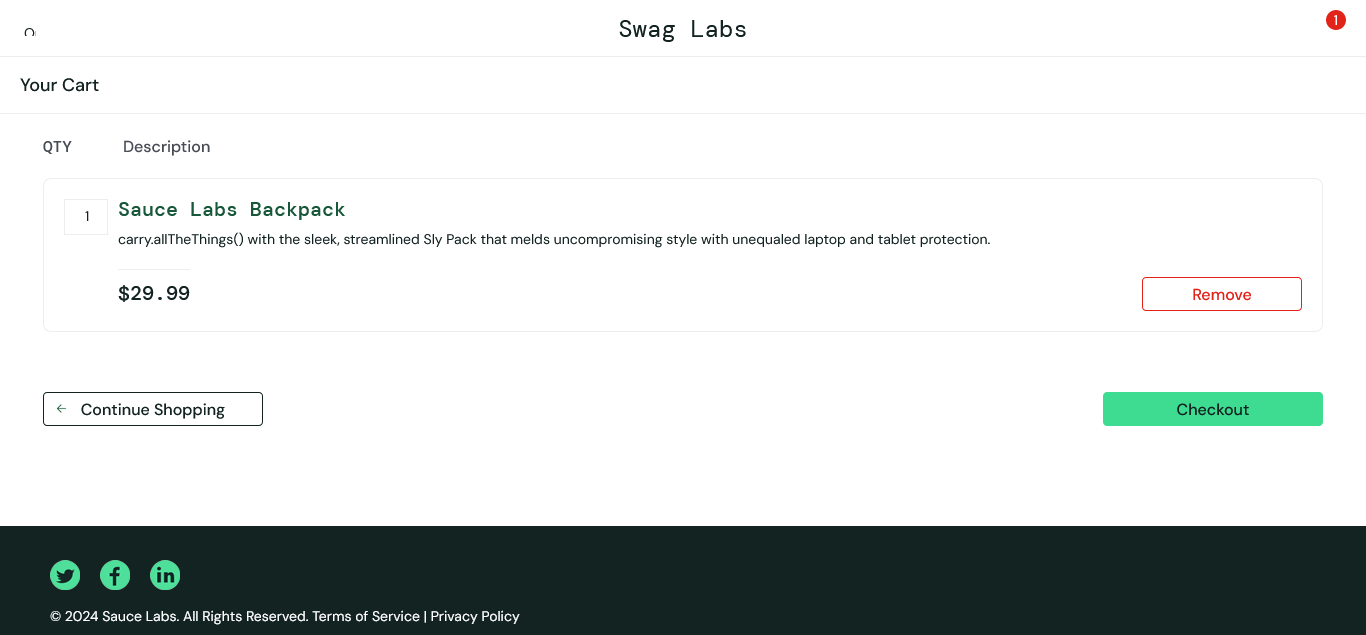 Swag Labs
1
Your Cart
QTY Description
1
Sauce Labs Backpack
carry.allTheThings() with the sleek, streamlined Sly Pack that melds uncompromising style with unequaled laptop and tablet protection.
$29.99
Remove
Continue Shopping
Checkout
© 2024 Sauce Labs. All Rights Reserved. Terms of Service | Privacy Policy